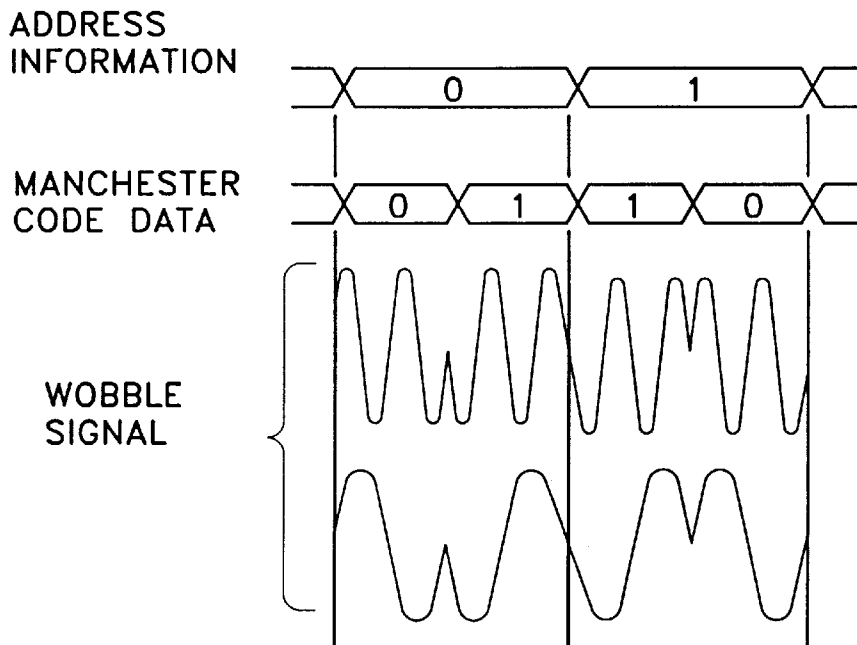 ADDRESS
INFORMATION
0 1
MANCHESTER
CODE DATA
0 1 1 0
WOBBLE
SIGNAL